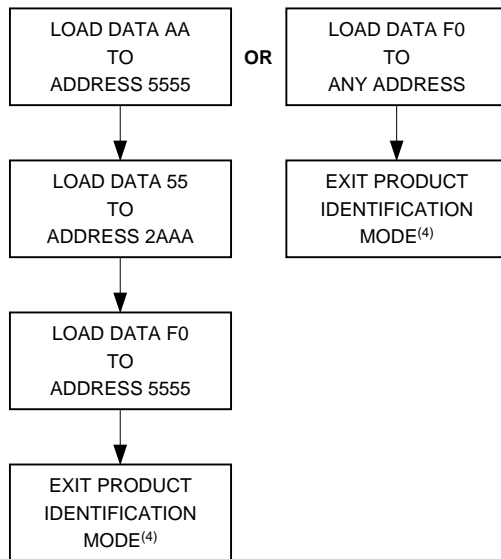 LOAD DATA AA
TO
ADDRESS 5555
LOAD DATA 55
TO
ADDRESS 2AAA
LOAD DATA F0
TO
ADDRESS 5555
EXIT PRODUCT
IDENTIFICATION
MODE(4)
OR
LOAD DATA F0
TO
ANY ADDRESS
EXIT PRODUCT
IDENTIFICATION
MODE(4)